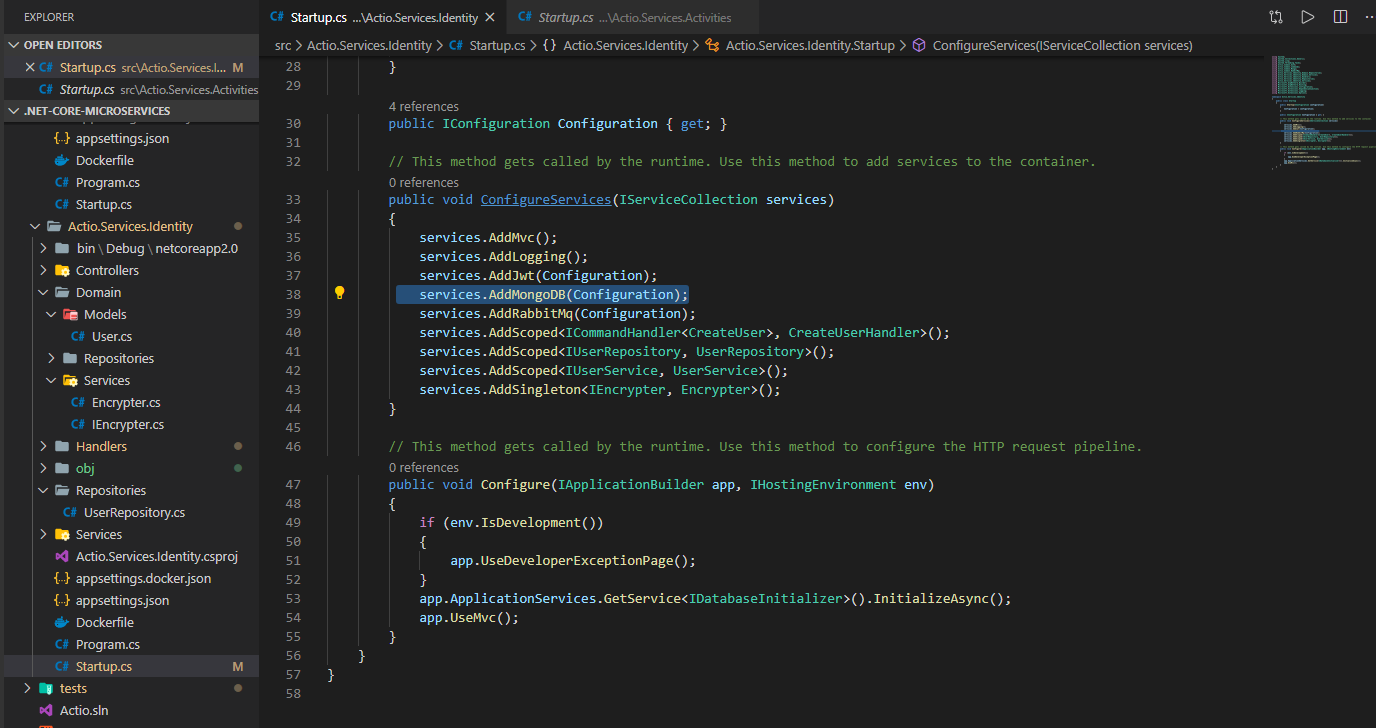 EXPLORER
OPEN EDITORS
Startup.cs src\Actio.Services.I... M
Startup.cs src\Actio.Services.Activities
.NET-CORE-MICROSERVICES
appsettings.json
Dockerfile
Program.cs
Startup.cs
Actio.Services.Identity
bin \ Debug \ netcoreapp2.0
Controllers
Domain
Models
User.cs
Repositories
Services
Encrypter.cs
IEncrypter.cs
Handlers
obj
Repositories
UserRepository.cs
Services
Actio.Services.Identity.csproj
appsettings.docker.json
appsettings.json
Dockerfile
Program.cs
Startup.cs M
tests
Actio.sln
Startup.cs ...\Actio.Services.Identity
Startup.cs ...\Actio.Services.Activities
src > Actio.Services.Identity > C# Startup.cs > {} Actio.Services.Identity > Actio.Services.Identity.Startup > ConfigureServices(IServiceCollection services)
28 }
29
4 references
30 public IConfiguration Configuration { get; }
31
32 // This method gets called by the runtime. Use this method to add services to the container.
0 references
33 public void ConfigureServices(IServiceCollection services)
34 {
35 services.AddMvc();
36 services.AddLogging();
37 services.AddJwt(Configuration);
38 services.AddMongoDB(Configuration);
39 services.AddRabbitMq(Configuration);
40 services.AddScoped<ICommandHandler<CreateUser>, CreateUserHandler>();
41 services.AddScoped<IUserRepository, UserRepository>();
42 services.AddScoped<IUserService, UserService>();
43 services.AddSingleton<IEncrypter, Encrypter>();
44 }
45
46 // This method gets called by the runtime. Use this method to configure the HTTP request pipeline.
0 references
47 public void Configure(IApplicationBuilder app, IHostingEnvironment env)
48 {
49 if (env.IsDevelopment())
50 {
51 app.UseDeveloperExceptionPage();
52 }
53 app.ApplicationServices.GetService<IDatabaseInitializer>().InitializeAsync();
54 app.UseMvc();
55 }
56 }
57 }
58